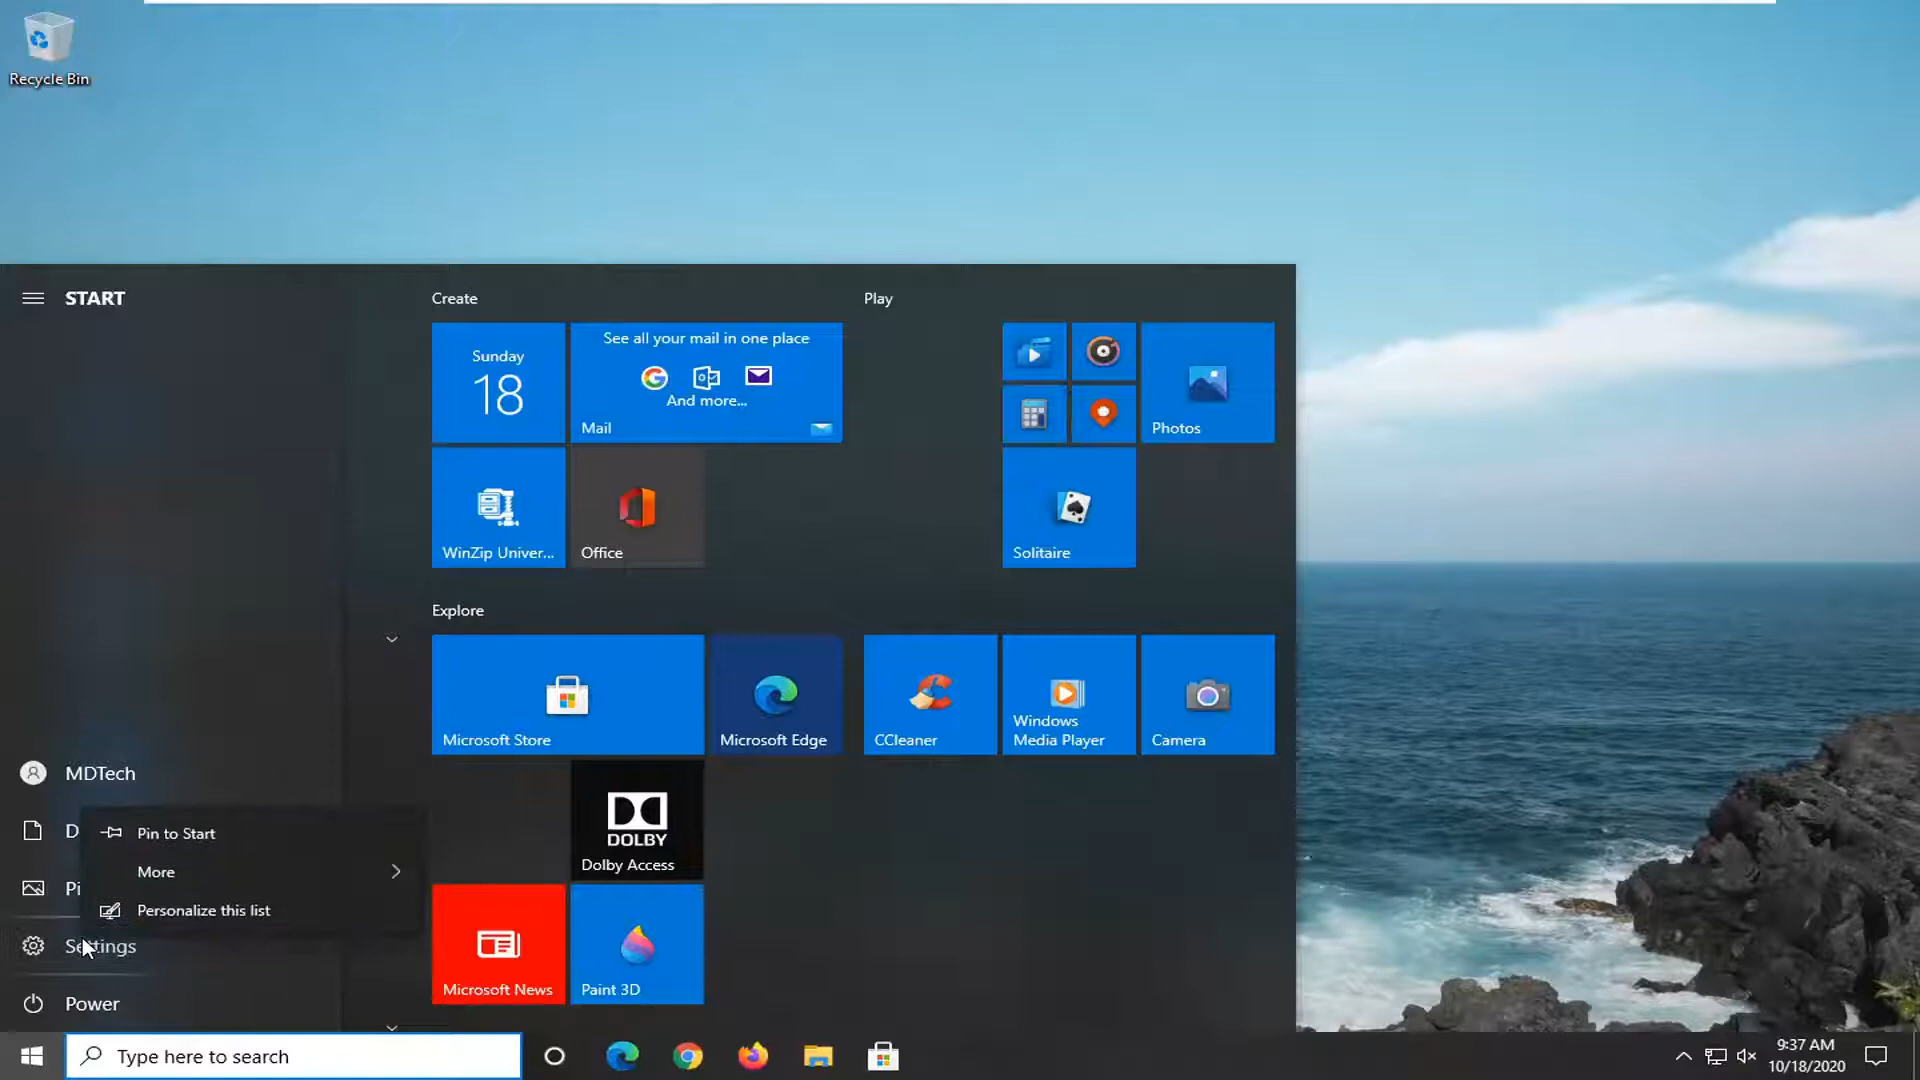 Recycle Bin
START
Create
Play
Sunday
18
See all your mail in one place
And more...
Mail
Photos
WinZip Univer...
Office
Solitaire
Explore
Microsoft Store
Microsoft Edge
CCleaner
Windows
Media Player
Camera
MDTech
D
Pin to Start
More
Pi
Personalize this list
Settings
Power
DOLBY
Dolby Access
Microsoft News
Paint 3D
Type here to search
9:37 AM
10/18/2020